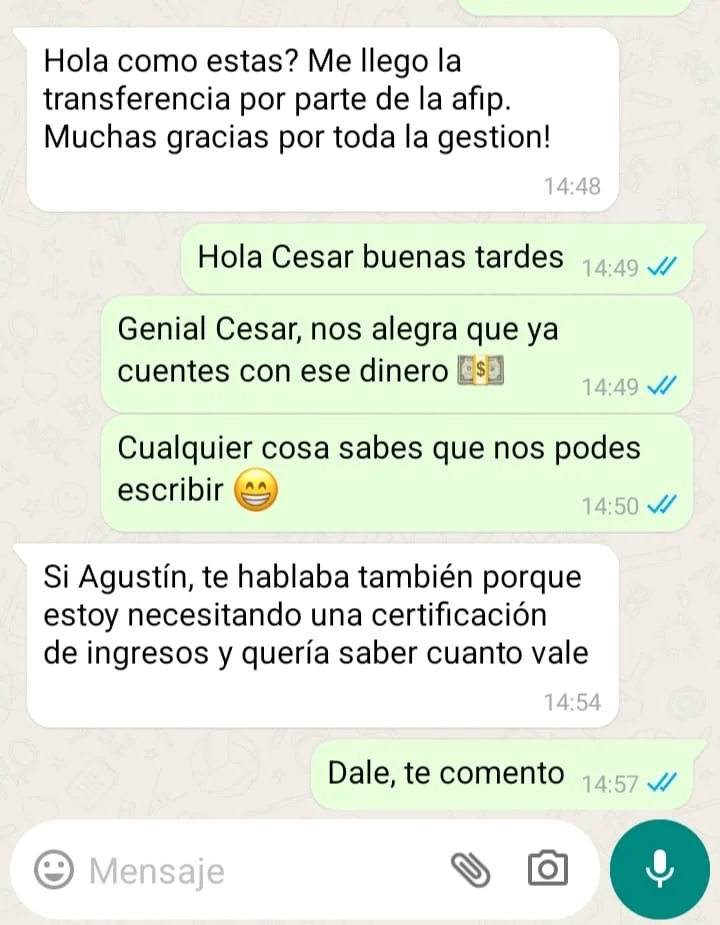 Hola como estas? Me llego la
transferencia por parte de la afip.
Muchas gracias por toda la gestion!
14:48
Hola Cesar buenas tardes 14:49
Genial Cesar, nos alegra que ya
cuentes con ese dinero 💵
14:49
Cualquier cosa sabes que nos podes
escribir 😁
14:50
Si Agustín, te hablaba también porque
estoy necesitando una certificación
de ingresos y quería saber cuanto vale
14:54
Dale, te comento 14:57
Mensaje